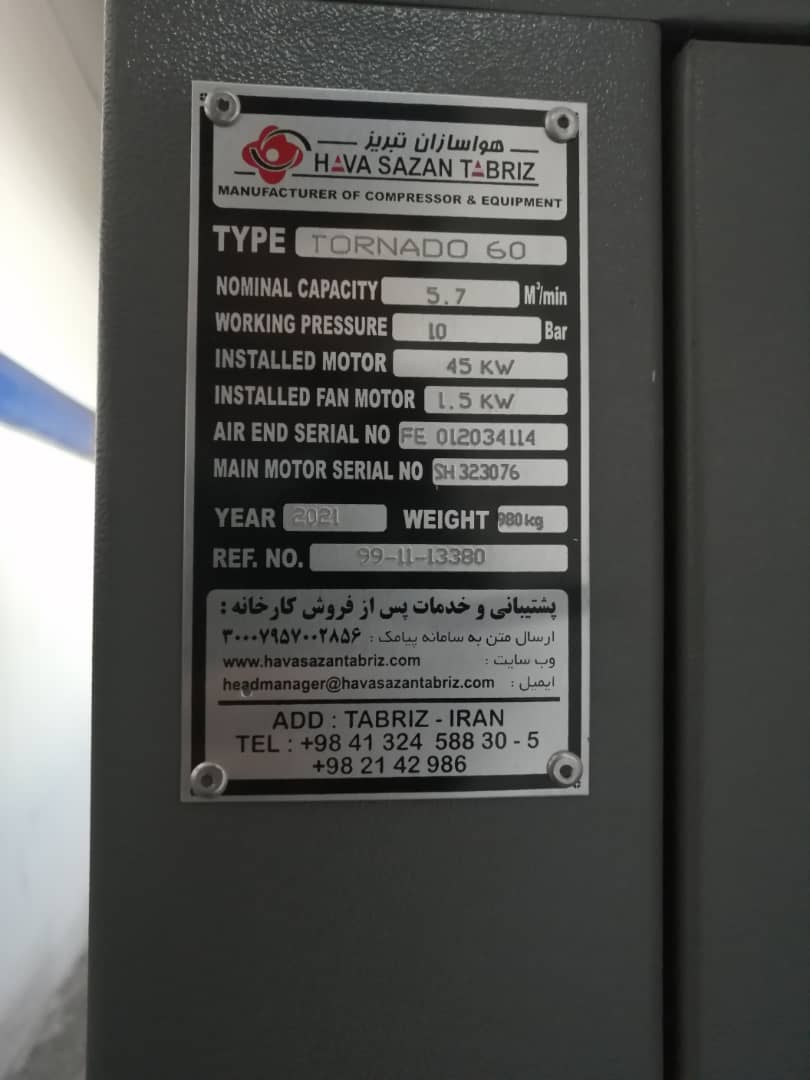 هواسازان تبریز
HAVA SAZAN TABRIZ
MANUFACTURER OF COMPRESSOR & EQUIPMENT
TYPE TORNADO 60
NOMINAL CAPACITY 5.7 M³/min
WORKING PRESSURE 10 Bar
INSTALLED MOTOR 45 KW
INSTALLED FAN MOTOR 1.5 KW
AIR END SERIAL NO FE 012034114
MAIN MOTOR SERIAL NO SH 323076
YEAR 2021 WEIGHT 980 kg
REF. NO. 99-11-13380
پشتیبانی و خدمات پس از فروش کارخانه :
ارسال متن به سامانه پیامک : ۳۰۰۰۷۹۵۷۰۰۲۸۵۶
وب سایت : www.havasazantabriz.com
ایمیل : headmanager@havasazantabriz.com
ADD : TABRIZ - IRAN
TEL : +98 41 324 588 30 - 5
+98 21 42 986